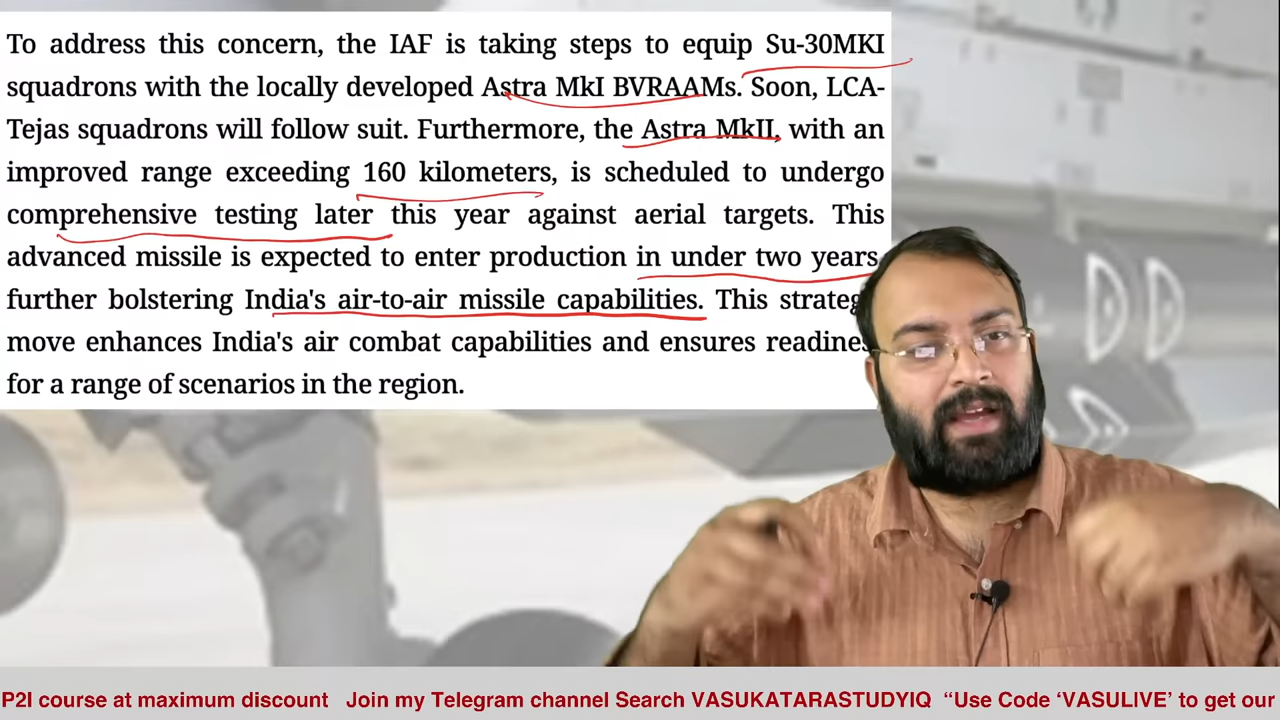 To address this concern, the IAF is taking steps to equip Su-30MKI
squadrons with the locally developed Astra MkI BVRAAMs. Soon, LCA-
Tejas squadrons will follow suit. Furthermore, the Astra MkII, with an
improved range exceeding 160 kilometers, is scheduled to undergo
comprehensive testing later this year against aerial targets. This
advanced missile is expected to enter production in under two years
further bolstering India's air-to-air missile capabilities. This
move enhances India's air combat capabilities and ensures
for a range of scenarios in the region.
P2I course at maximum discount Join my Telegram channel Search VASUKATARASTUDYIQ “Use Code ‘VASULIVE’ to get our